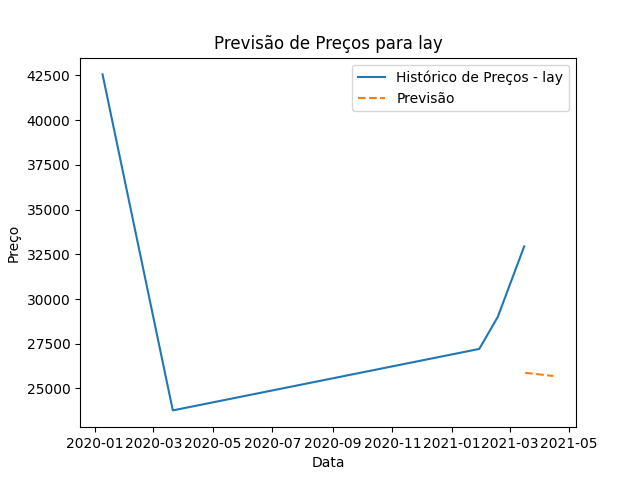 Previsão de Preços para lay
Histórico de Preços - lay
Previsão
Preço
42500
40000
37500
35000
32500
30000
27500
25000
2020-01 2020-03 2020-05 2020-07 2020-09 2020-11 2021-01 2021-03 2021-05
Data